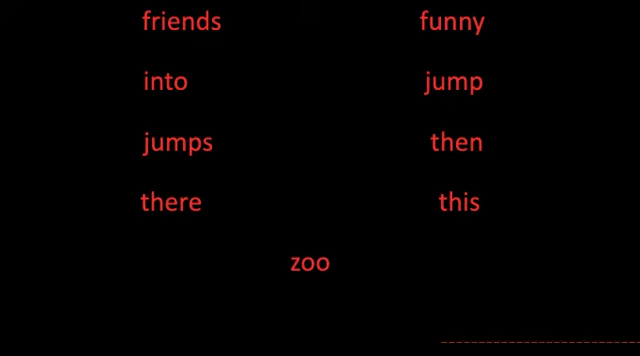 friends funny
into jump
jumps then
there this
zoo